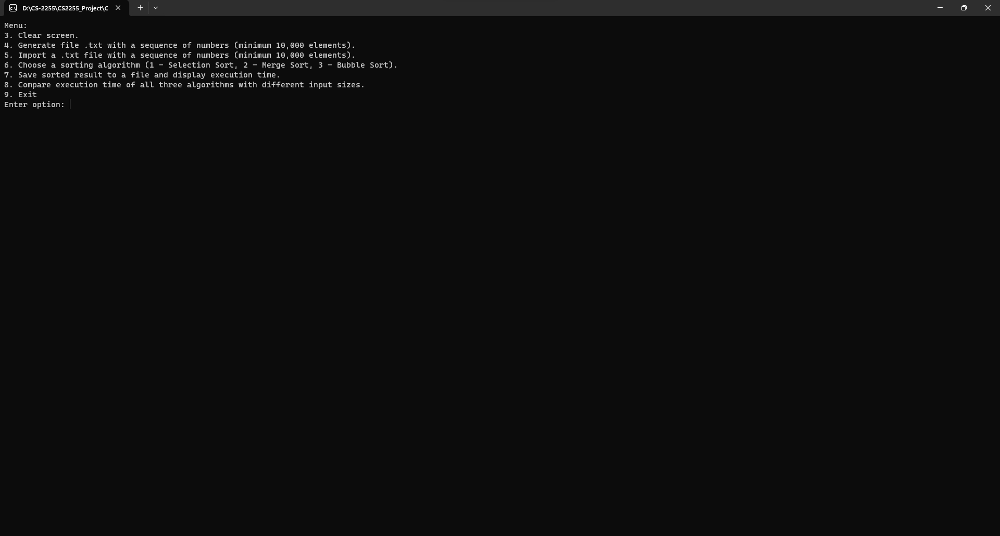 D:\CS-2255\CS2255_Project\C
Menu:
3. Clear screen.
4. Generate file .txt with a sequence of numbers (minimum 10,000 elements).
5. Import a .txt file with a sequence of numbers (minimum 10,000 elements).
6. Choose a sorting algorithm (1 - Selection Sort, 2 - Merge Sort, 3 - Bubble Sort).
7. Save sorted result to a file and display execution time.
8. Compare execution time of all three algorithms with different input sizes.
9. Exit
Enter option: